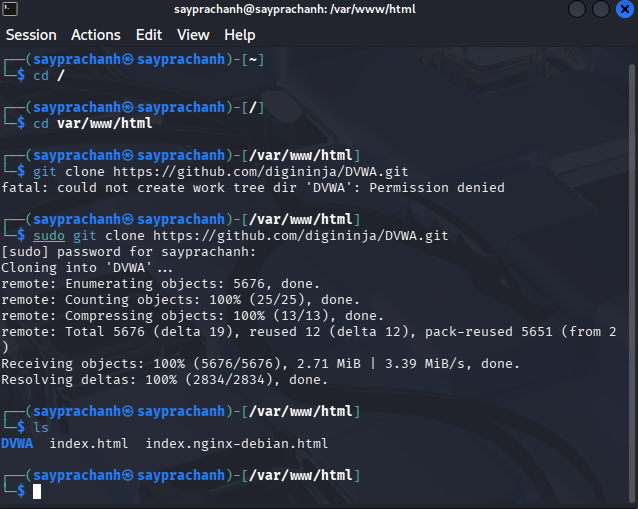 sayprachanh@sayprachanh: /var/www/html
Session Actions Edit View Help
┌──(sayprachanh㉿sayprachanh)-[~]
└─$ cd /
┌──(sayprachanh㉿sayprachanh)-[/]
└─$ cd var/www/html
┌──(sayprachanh㉿sayprachanh)-[/var/www/html]
└─$ git clone https://github.com/digininja/DVWA.git
fatal: could not create work tree dir 'DVWA': Permission denied
┌──(sayprachanh㉿sayprachanh)-[/var/www/html]
└─$ sudo git clone https://github.com/digininja/DVWA.git
[sudo] password for sayprachanh:
Cloning into 'DVWA'...
remote: Enumerating objects: 5676, done.
remote: Counting objects: 100% (25/25), done.
remote: Compressing objects: 100% (13/13), done.
remote: Total 5676 (delta 19), reused 12 (delta 12), pack-reused 5651 (from 2
)
Receiving objects: 100% (5676/5676), 2.71 MiB | 3.39 MiB/s, done.
Resolving deltas: 100% (2834/2834), done.
┌──(sayprachanh㉿sayprachanh)-[/var/www/html]
└─$ ls
DVWA index.html index.nginx-debian.html
┌──(sayprachanh㉿sayprachanh)-[/var/www/html]
└─$